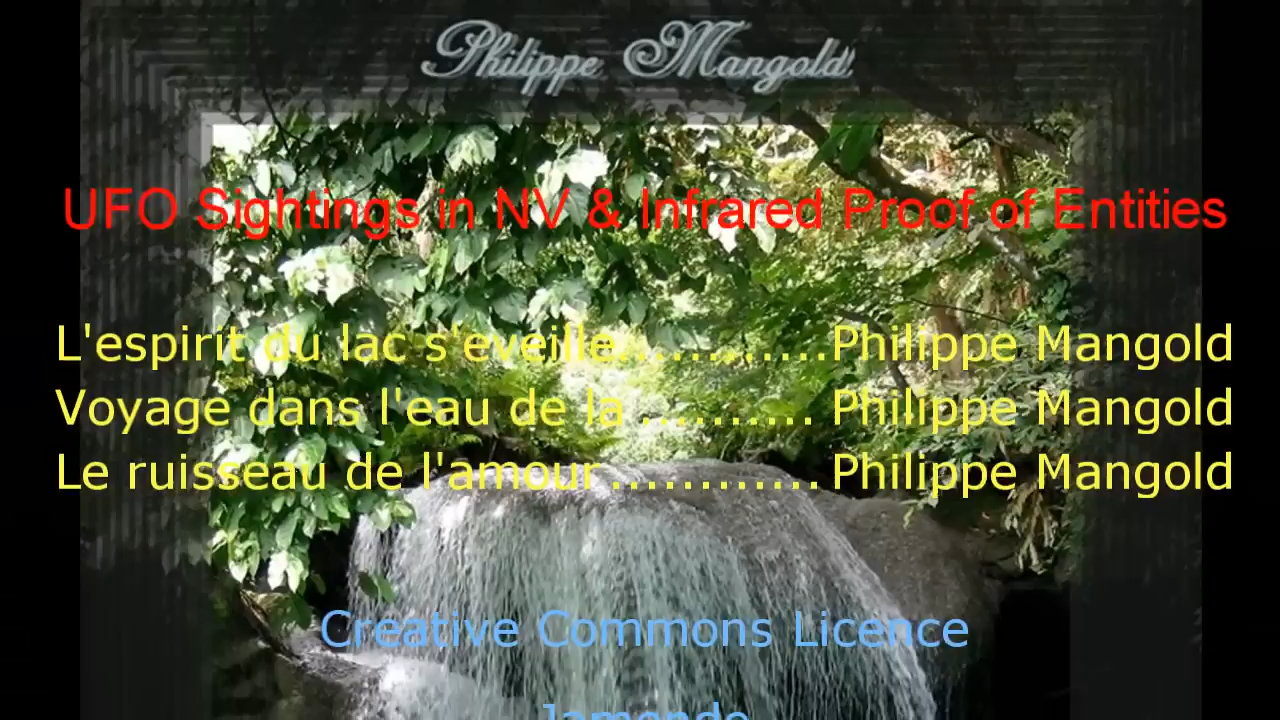 Philippe Mangold
UFO Sightings in NV & Infrared Proof of Entities
L'espirit du lac s'eveille............Philippe Mangold
Voyage dans l'eau de la .......... Philippe Mangold
Le ruisseau de l'amour ............ Philippe Mangold
Creative Commons Licence
Jamendo